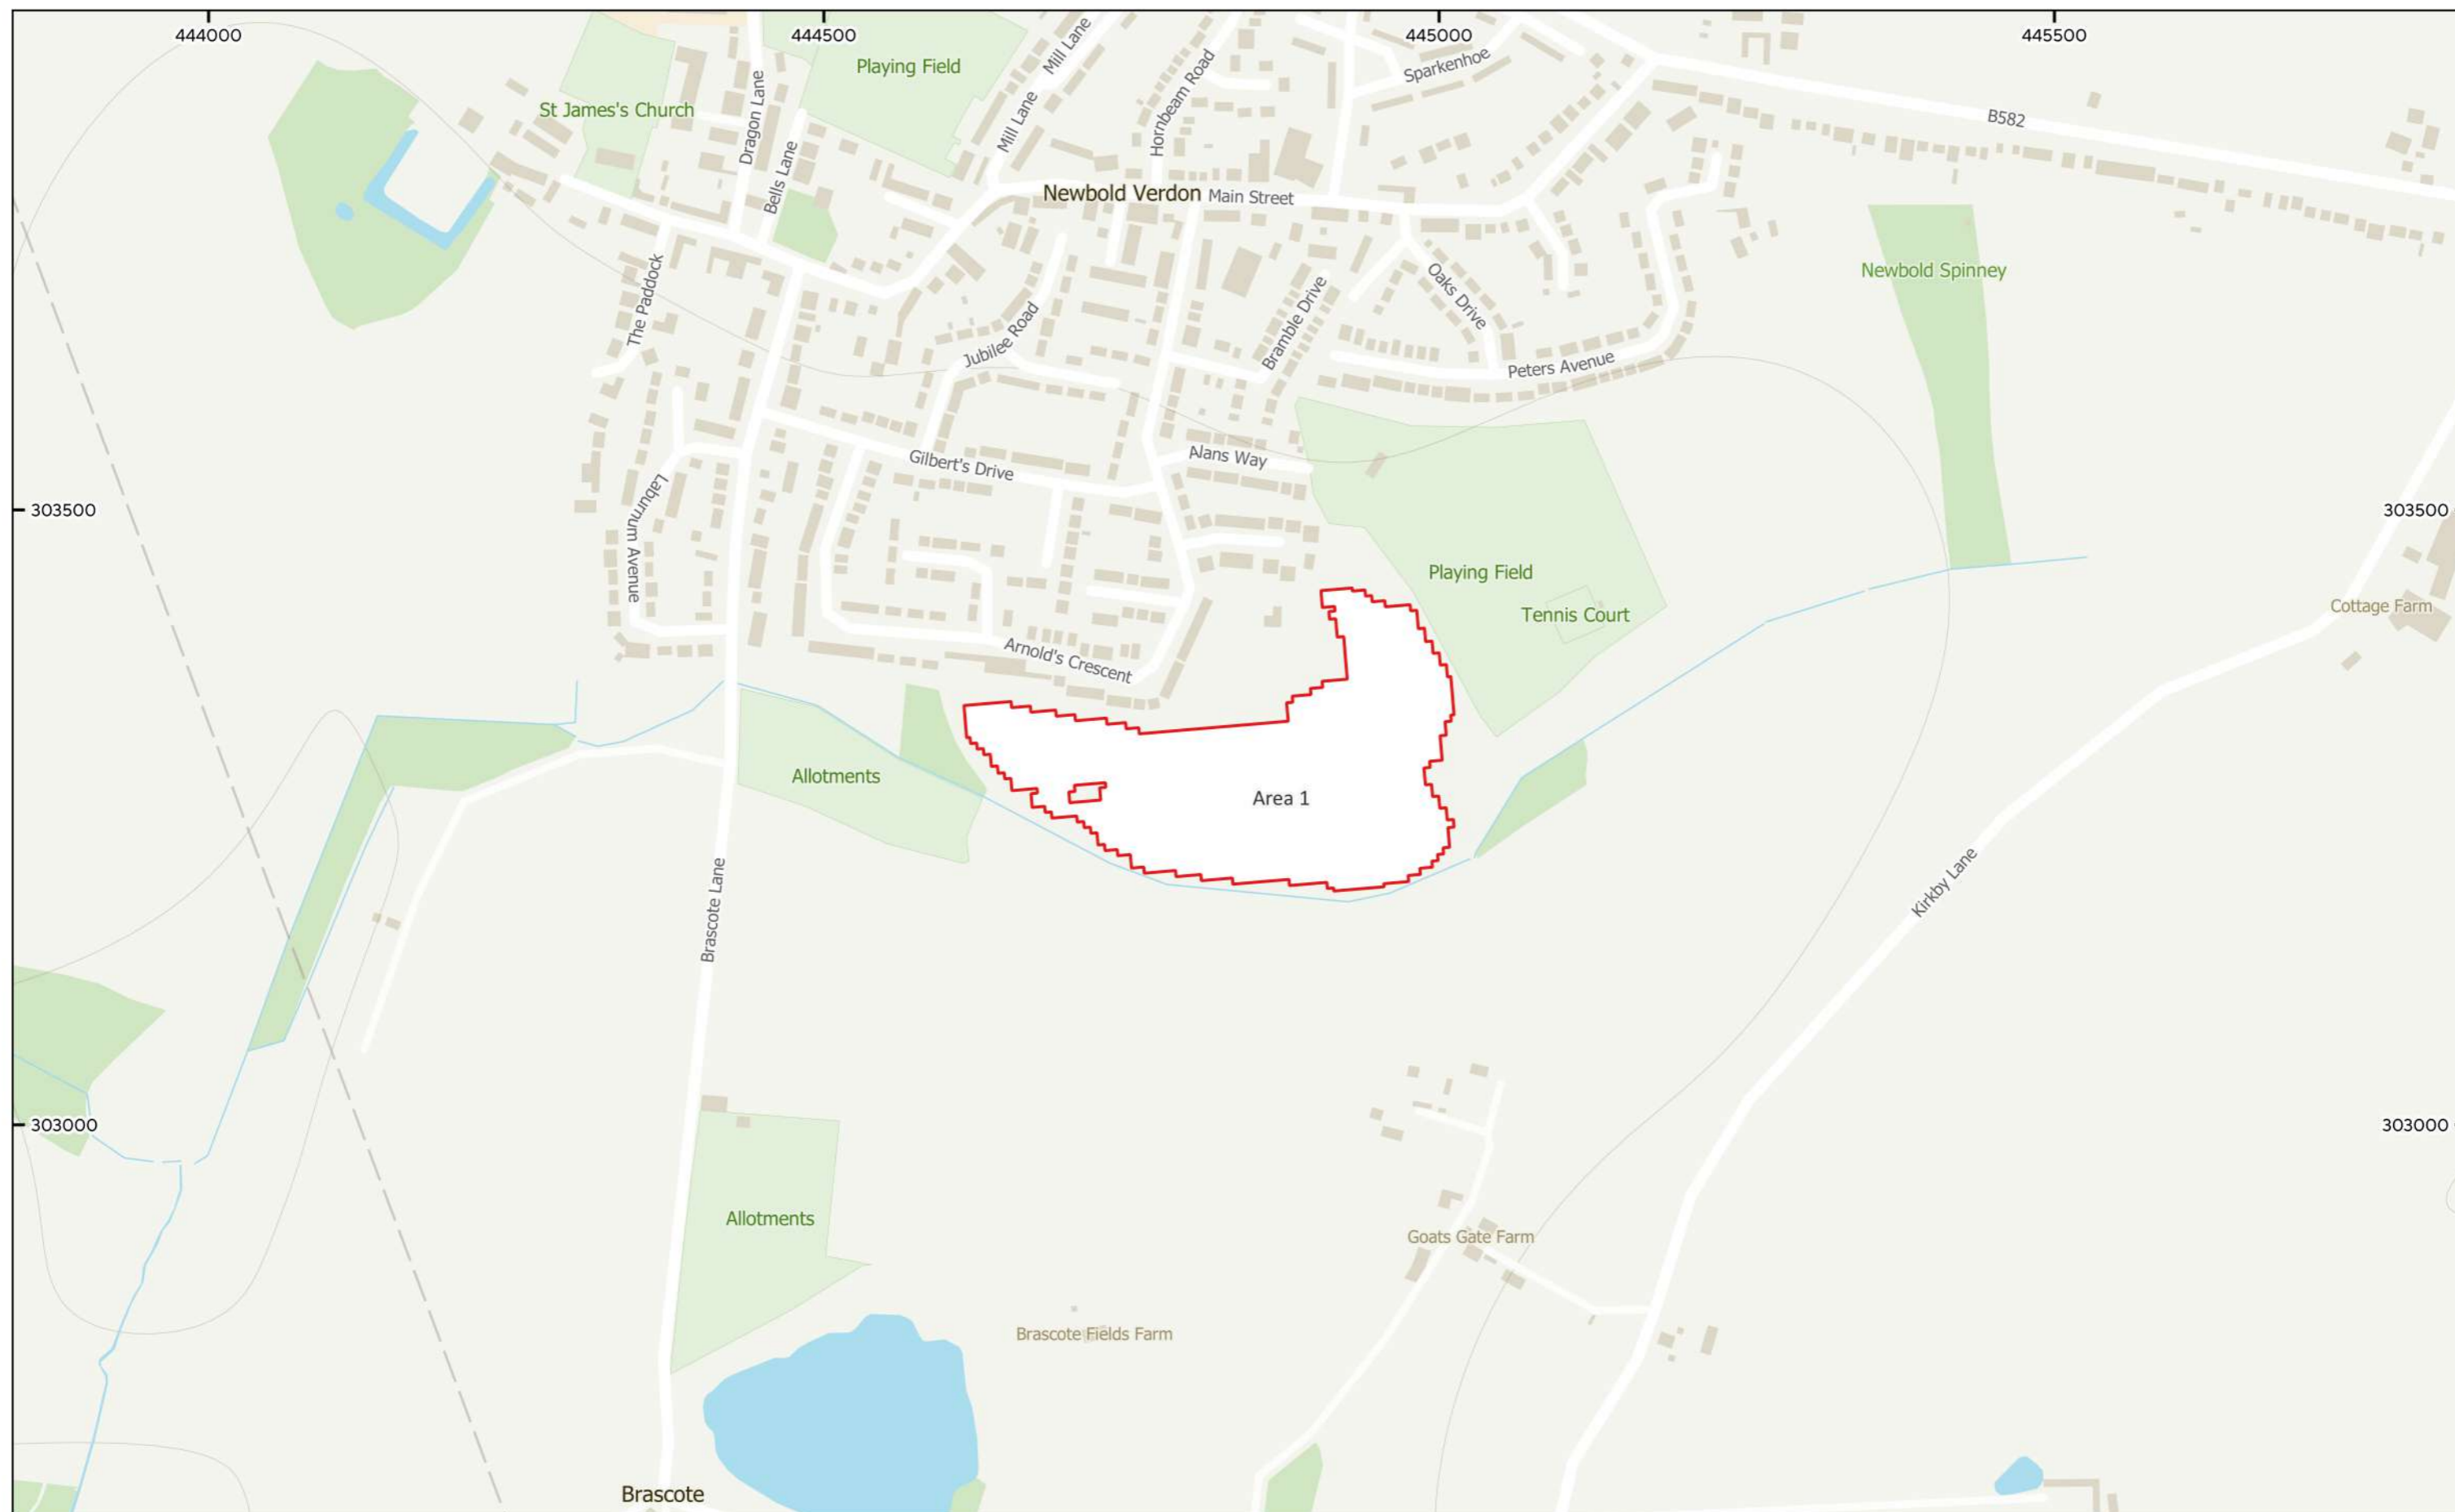 444000
444500
445000
445500
Playing Field
Mill Lane
Sparkenhoe
St James's Church
Dragon Lane
Hornbeam Road
B582
Mill Lane
Bells Lane
Newbold Verdon
Main Street
Newbold Spinney
The Paddock
Oaks Drive
Jubilee Road
Bramble Drive
Peters Avenue
Gilbert's Drive
Alans Way
303500
303500
Laburnum Avenue
Playing Field
Tennis Court
Cottage Farm
Arnold's Crescent
Allotments
Area 1
Brascote Lane
Kirkby Lane
303000
303000
Allotments
Goats Gate Farm
Brascote Fields Farm
Brascote